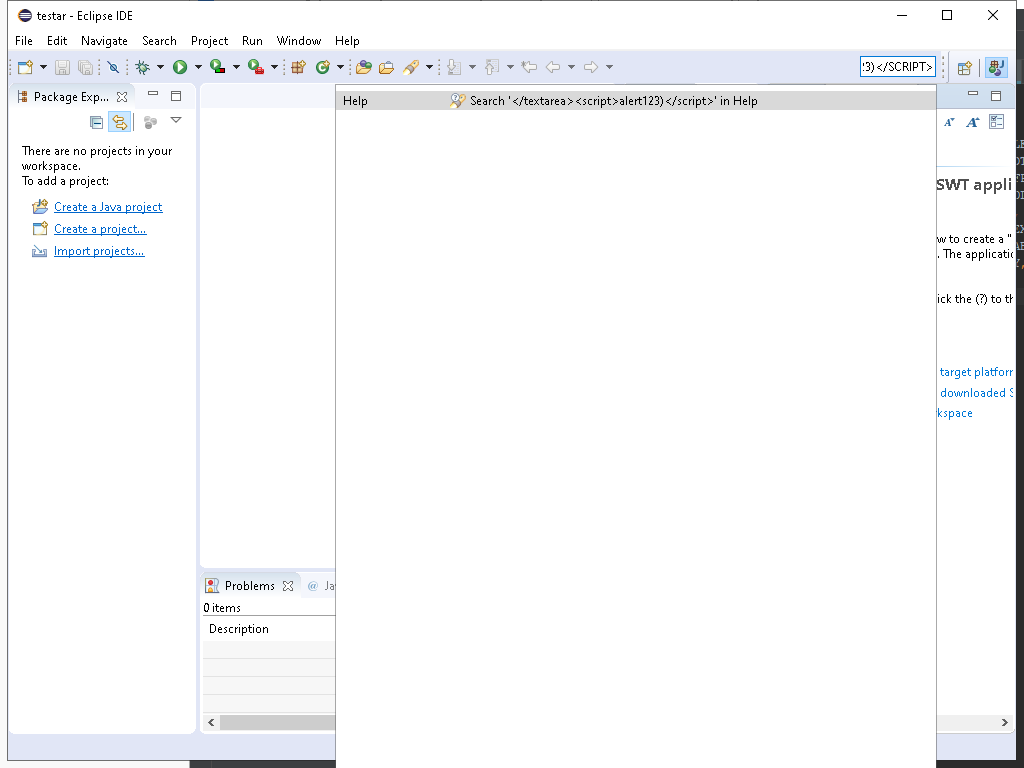 testar - Eclipse IDE
File Edit Navigate Search Project Run Window Help
:3)</SCRIPT>
Package Exp...
Help Search '</textarea><script>alert123)</script>' in Help
There are no projects in your
workspace.
To add a project:
Create a Java project
Create a project...
Import projects...
SWT appli
w to create a "
. The applicatio
ick the (?) to th
target platform
downloaded S
kspace
Problems @ Ja
0 items
Description